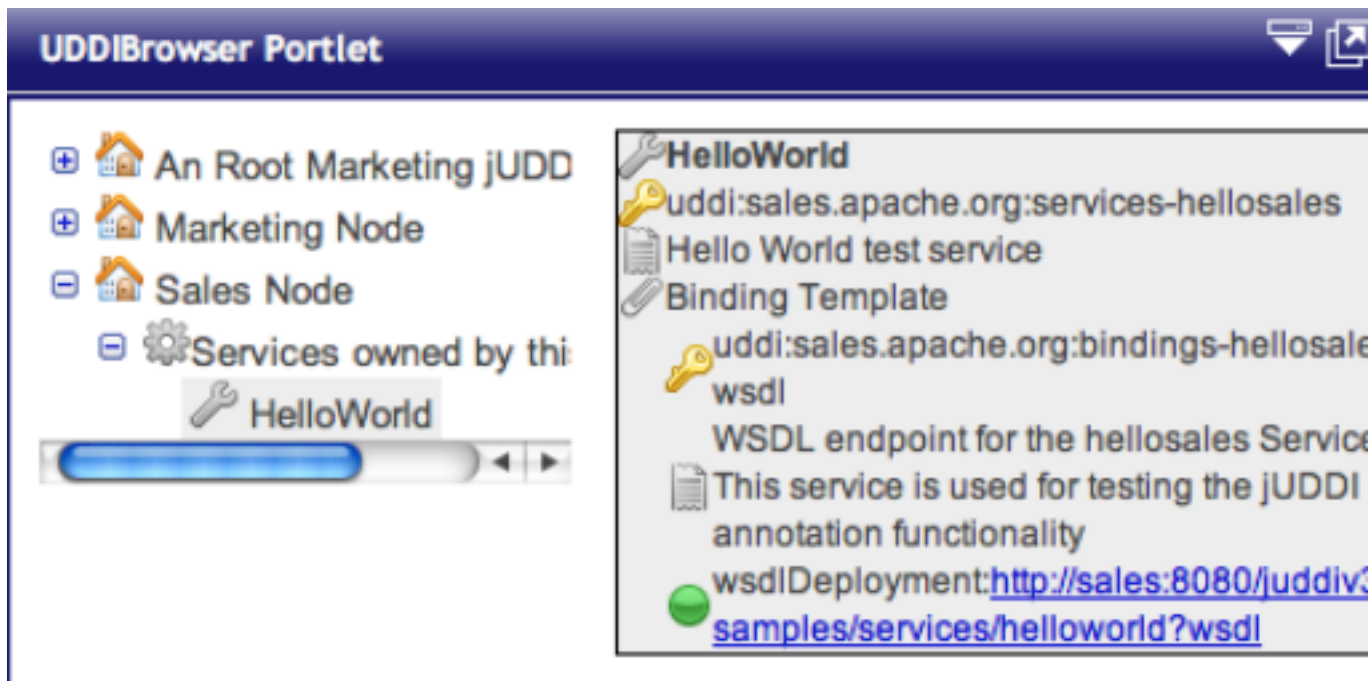 UDDIBrowser Portlet
An Root Marketing jUDD
Marketing Node
Sales Node
Services owned by
HelloWorld
HelloWorld
uddi:sales.apache.org:services-hellosales
Hello World test service
Binding Template
uddi:sales.apache.org:bindings-hellosale
wsdl
WSDL endpoint for the hellosales Service
This service is used for testing the jUDDI
annotation functionality
wsdlDeployment:http://sales:8080/juddiv3
samples/services/helloworld?wsdl